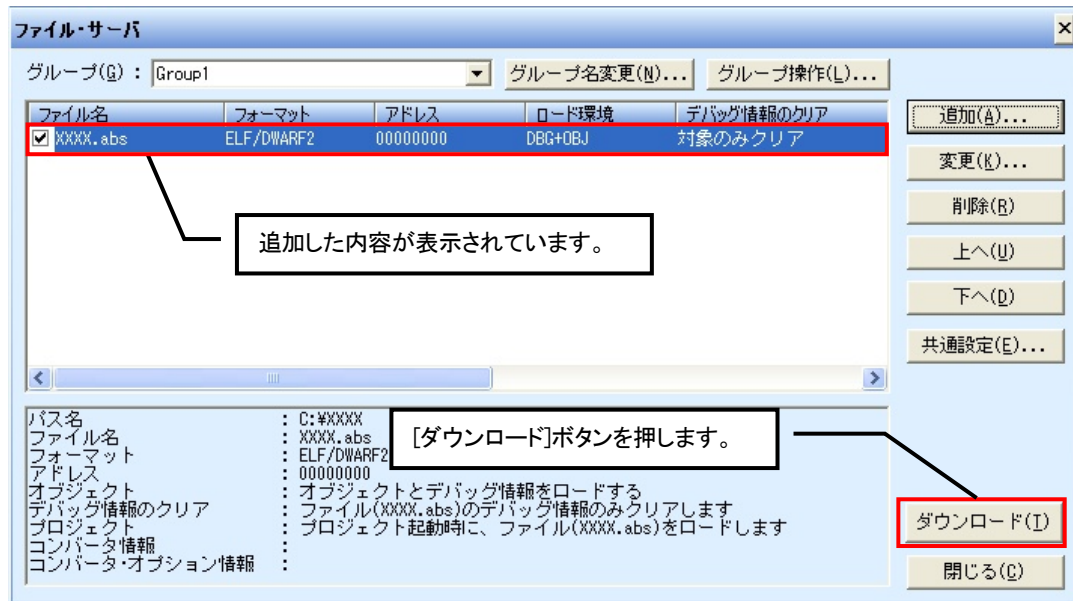 ファイル・サーバ
グループ(G) : Group1 グループ名変更(N)... グループ操作(L)...
ファイル名 フォーマット アドレス ロード環境 デバッグ情報のクリア
XXXX.abs ELF/DWARF2 00000000 DBG+OBJ 対象のみクリア
追加(A)...
変更(K)...
削除(R)
上へ(U)
下へ(D)
共通設定(E)...
追加した内容が表示されています。
パス名 : C:¥XXXX
ファイル名 : XXXX.abs
フォーマット : ELF/DWARF2
アドレス : 00000000
オブジェクト : オブジェクトとデバッグ情報をロードする
デバッグ情報のクリア : ファイル(XXXX.abs)のデバッグ情報のみクリアします
プロジェクト : プロジェクト起動時に、ファイル(XXXX.abs)をロードします
コンバータ情報 :
コンバータ・オプション情報 :
[ダウンロード]ボタンを押します。
ダウンロード(T)
閉じる(C)